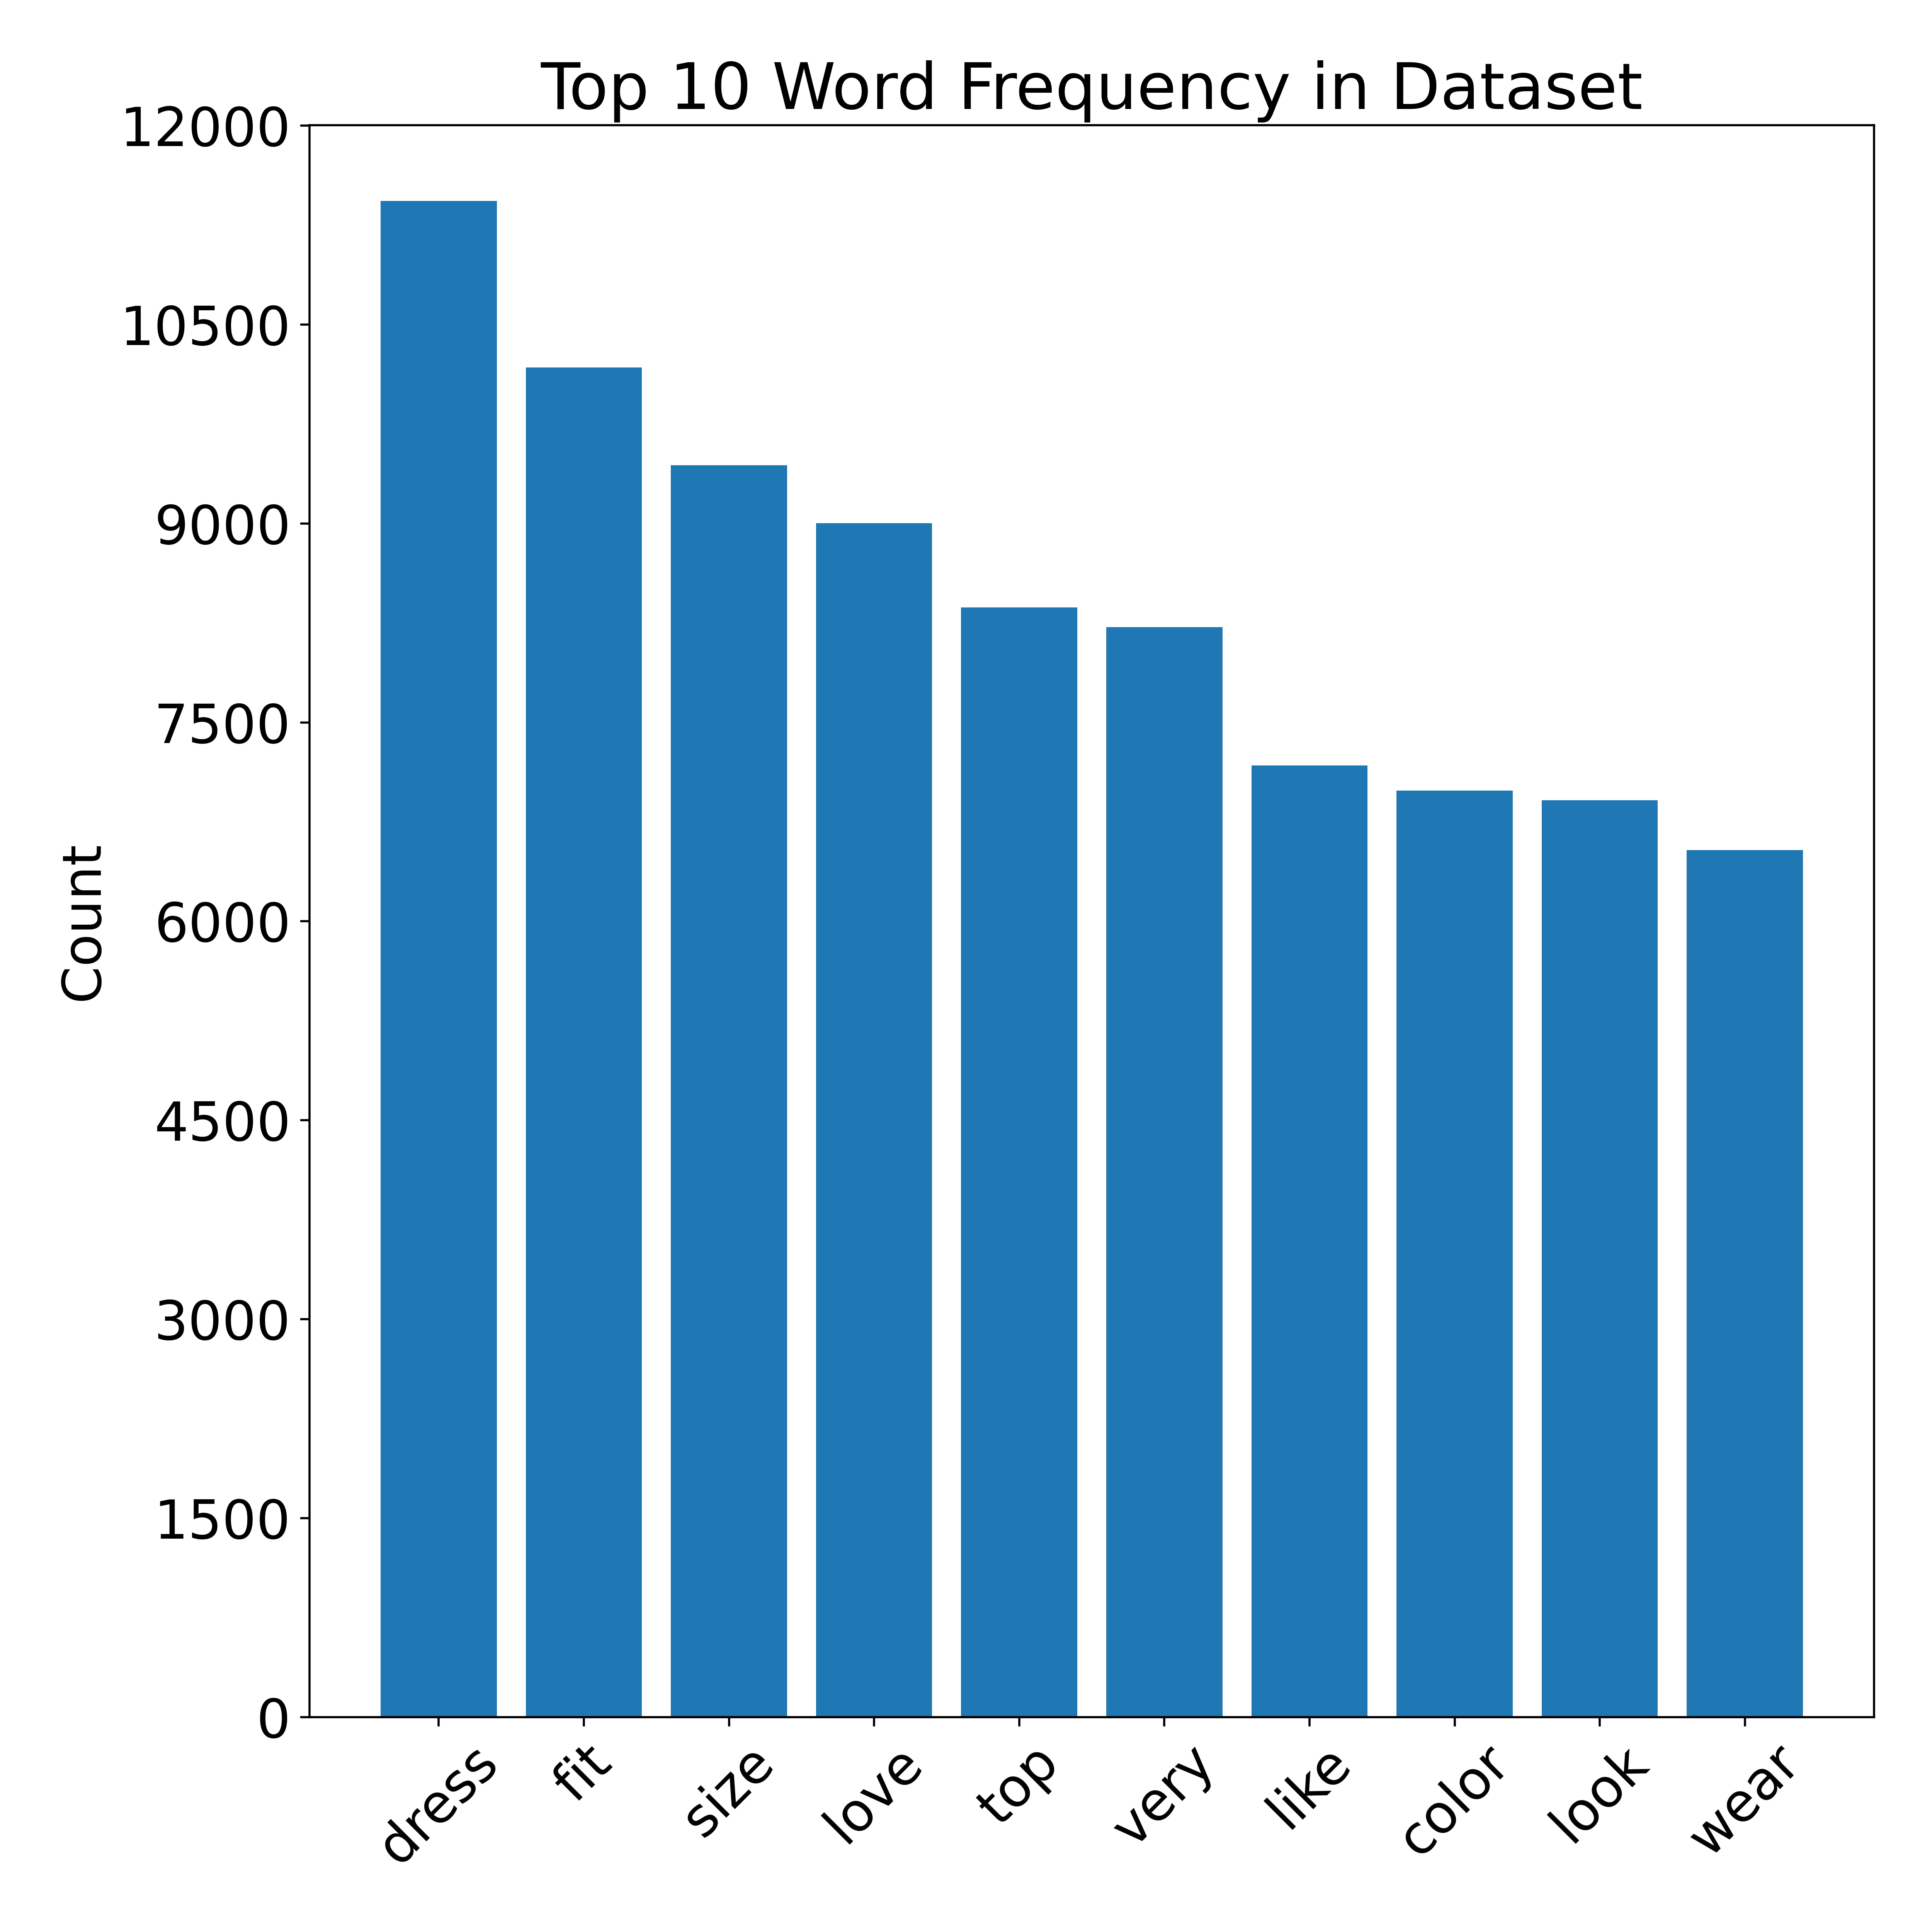 Top 10 Word Frequency in Dataset
12000
10500
9000
7500
6000
4500
3000
1500
0
Count
dress
fit
size
love
top
very
like
color
look
wear